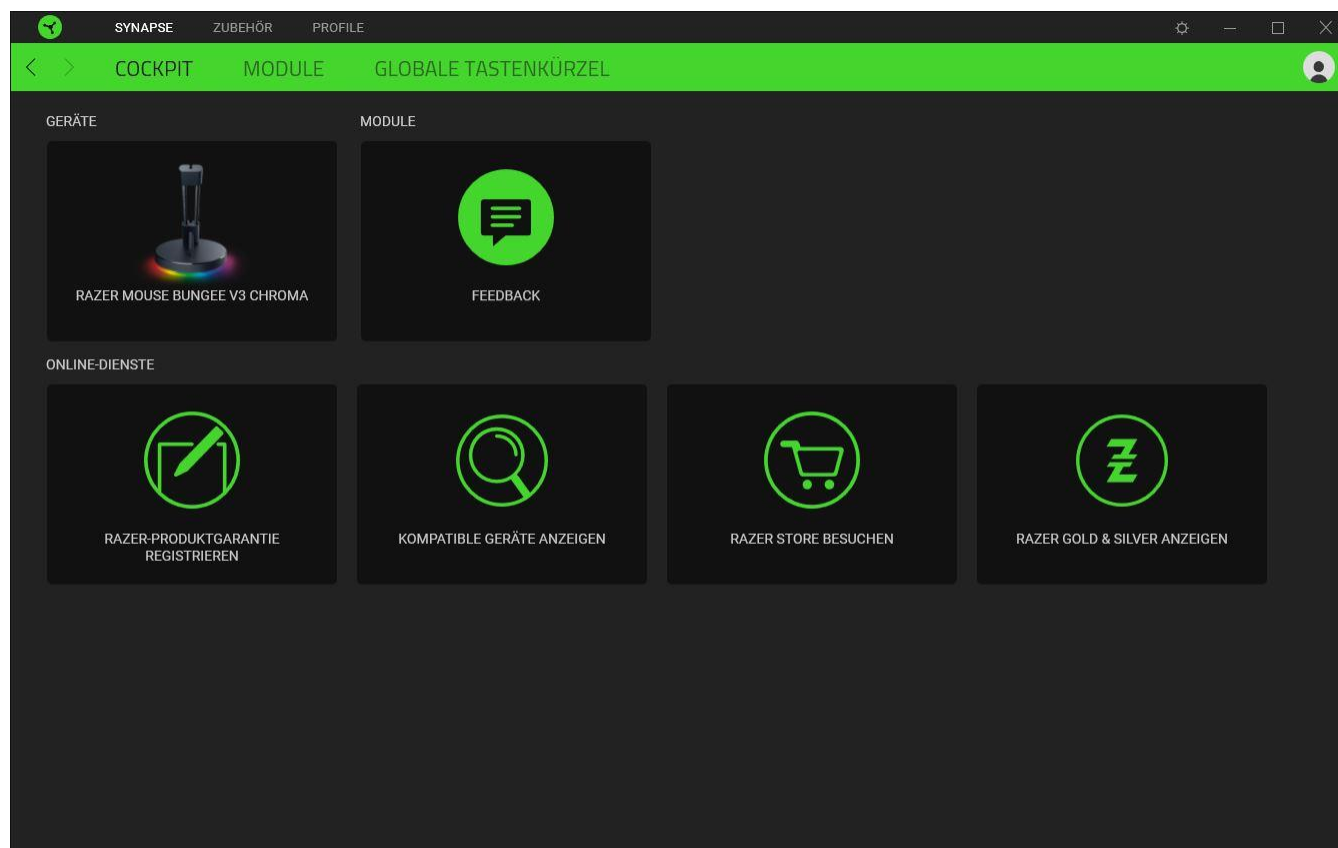 SYNAPSE ZUBEHÖR PROFILE
COCKPIT MODULE GLOBALE TASTENKÜRZEL
GERÄTE MODULE
RAZER MOUSE BUNGEE V3 CHROMA
FEEDBACK
ONLINE-DIENSTE
RAZER-PRODUKTGARANTIE
REGISTRIEREN
KOMPATIBLE GERÄTE ANZEIGEN
RAZER STORE BESUCHEN
RAZER GOLD & SILVER ANZEIGEN